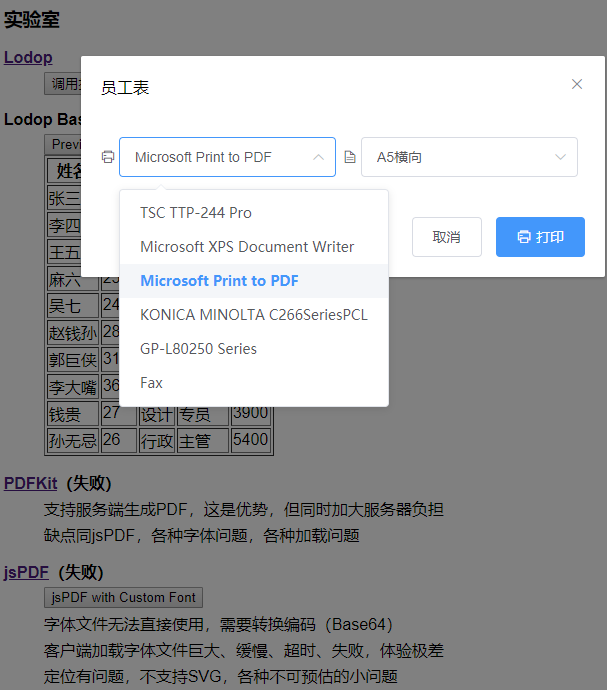 实验室
Lodop
调用
员工表
Lodop Bas
Previ
Microsoft Print to PDF
A5横向
姓名
张三
李四
王五
麻六
吴七 24
赵钱孙 28
郭巨侠 31
李大嘴 36
钱贵 27 设计 专员 3900
孙无忌 26 行政 主管 5400
TSC TTP-244 Pro
Microsoft XPS Document Writer
Microsoft Print to PDF
KONICA MINOLTA C266SeriesPCL
GP-L80250 Series
Fax
取消
打印
PDFKit（失败）
支持服务端生成PDF，这是优势，但同时加大服务器负担
缺点同jsPDF，各种字体问题，各种加载问题
jsPDF（失败）
jsPDF with Custom Font
字体文件无法直接使用，需要转换编码（Base64）
客户端加载字体文件巨大、缓慢、超时、失败，体验极差
定位有问题，不支持SVG，各种不可预估的小问题